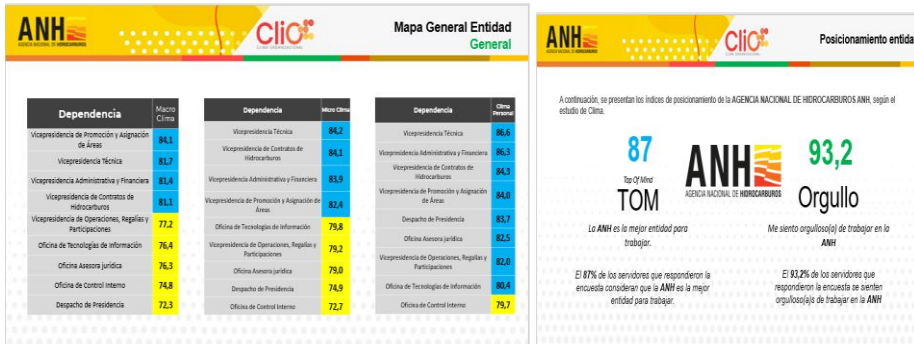 ANH
AGENCIA NACIONAL DE HIDROCARBUROS
CliC
CLIMA ORGANIZACIONAL
Mapa General Entidad
General
Dependencia
Macro
Clima
Vicepresidencia de Promoción y Asignación
de Áreas
84,1
Vicepresidencia Técnica
81,7
Vicepresidencia Administrativa y Financiera
81,4
Vicepresidencia de Contratos de
Hidrocarburos
81,1
Vicepresidencia de Operaciones, Regalías y
Participaciones
77,2
Oficina de Tecnologías de Información
76,4
Oficina Asesora jurídica
76,3
Oficina de Control Interno
74,8
Despacho de Presidencia
72,3
Dependencia
Micro Clima
Vicepresidencia Técnica
84,2
Vicepresidencia de Contratos de
Hidrocarburos
84,1
Vicepresidencia Administrativa y Financiera
83,9
Vicepresidencia de Promoción y Asignación de
Áreas
82,4
Oficina de Tecnologías de Información
79,8
Vicepresidencia de Operaciones, Regalías y
Participaciones
79,2
Oficina Asesora jurídica
79,0
Despacho de Presidencia
74,9
Oficina de Control Interno
72,7
Dependencia
Clima
Personal
Vicepresidencia Técnica
86,6
Vicepresidencia Administrativa y Financiera
86,3
Vicepresidencia de Contratos de
Hidrocarburos
84,3
Vicepresidencia de Promoción y Asignación
de Áreas
84,0
Despacho de Presidencia
83,7
Oficina Asesora jurídica
82,5
Vicepresidencia de Operaciones, Regalías y
Participaciones
82,0
Oficina de Tecnologías de Información
80,4
Oficina de Control Interno
79,7
ANH
AGENCIA NACIONAL DE HIDROCARBUROS
CliC
CLIMA ORGANIZACIONAL
Posicionamiento entida
A continuación, se presentan los índices de posicionamiento de la AGENCIA NACIONAL DE HIDROCARBUROS ANH, según el
estudio de Clima.
87
Top Of Mind
TOM
La ANH es la mejor entidad para
trabajar.
El 87% de los servidores que respondieron la
encuesta consideran que la ANH es la mejor
entidad para trabajar.
ANH
AGENCIA NACIONAL DE HIDROCARBUROS
93,2
Orgullo
Me siento orgulloso(a) de trabajar en la
ANH
El 93,2% de los servidores que
respondieron la encuesta se sienten
orgulloso(a)s de trabajar en la ANH